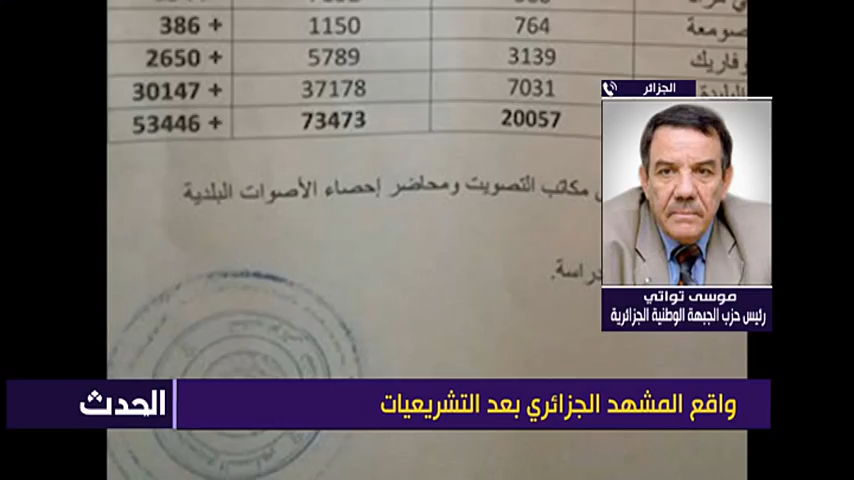 صومعة 764 1150 + 386
وفاريك 3139 5789 + 2650
7031 37178 + 30147
20057 73473 + 53446
مكاتب التصويت ومحاضر إحصاء الأصوات البلدية
الجزائر
موسى تواتي
رئيس حزب الجبهة الوطنية الجزائرية
واقع المشهد الجزائري بعد التشريعيات
الحدث